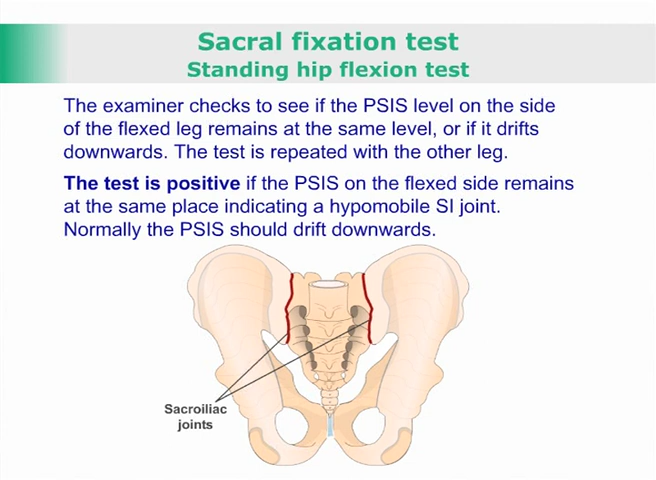 Sacral fixation test
Standing hip flexion test
The examiner checks to see if the PSIS level on the side
of the flexed leg remains at the same level, or if it drifts
downwards. The test is repeated with the other leg.
The test is positive if the PSIS on the flexed side remains
at the same place indicating a hypomobile SI joint.
Normally the PSIS should drift downwards.
Sacroiliac
joints